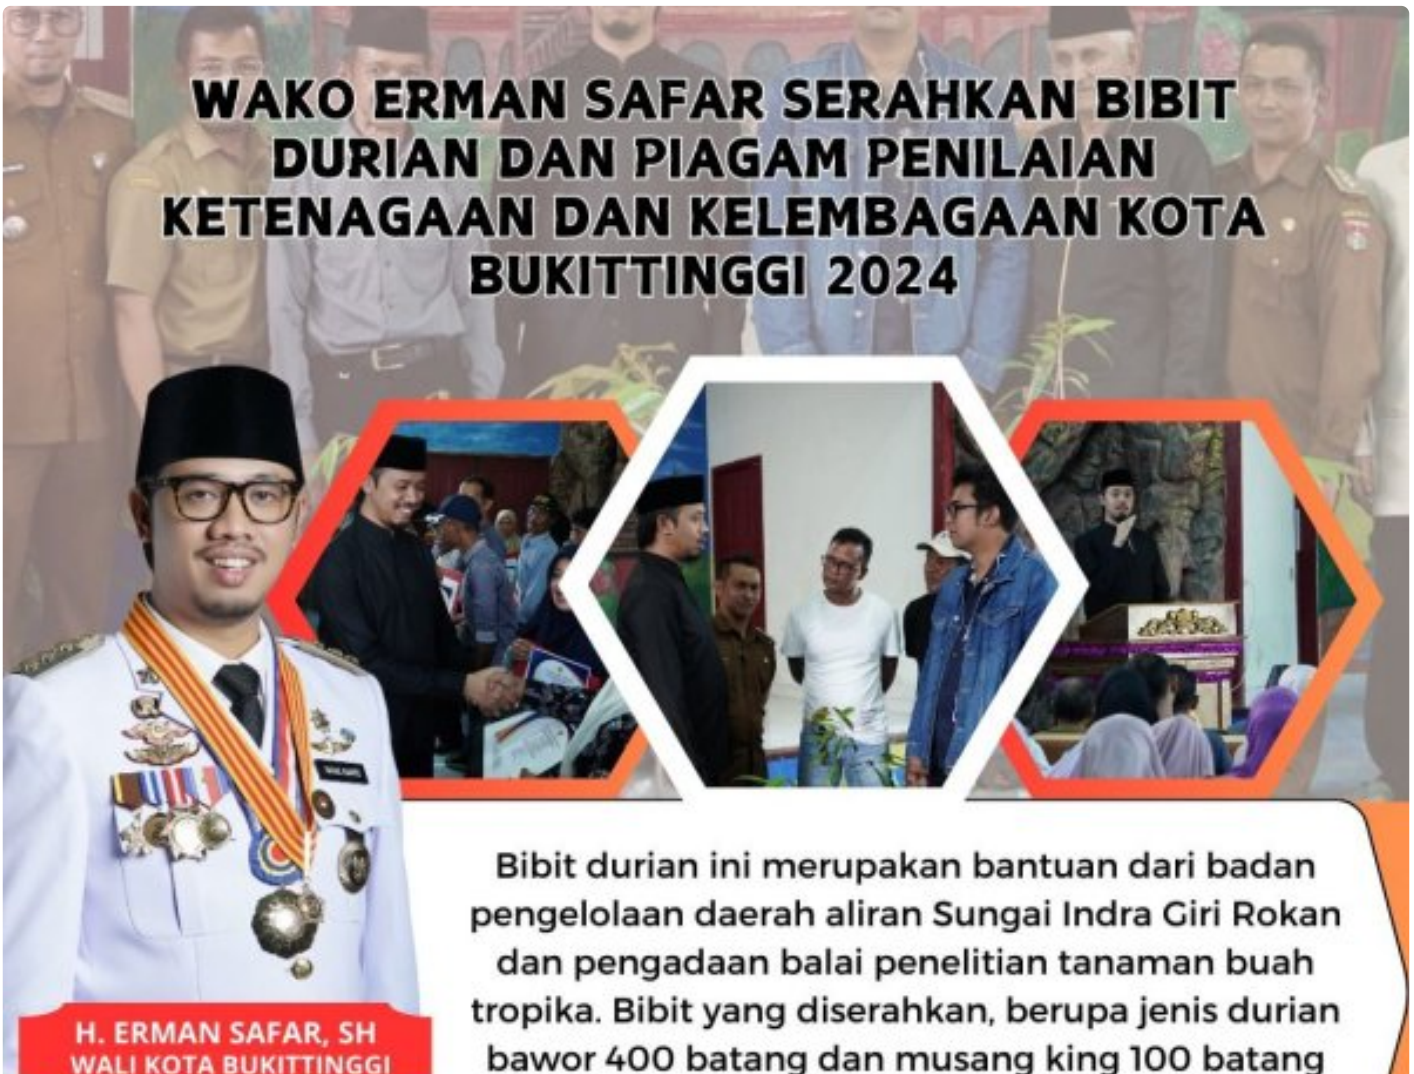 WAKO ERMAN SAFAR SERAHKAN BIBIT
DURIAN DAN PIAGAM PENILAIAN
KETENAGAAN DAN KELEMBAGAAN KOTA
BUKITTINGGI 2024
Bibit durian ini merupakan bantuan dari badan
pengelolaan daerah aliran Sungai Indra Giri Rokan
dan pengadaan balai penelitian tanaman buah
tropika. Bibit yang diserahkan, berupa jenis durian
bawor 400 batang dan musang king 100 batang
H. ERMAN SAFAR, SH
WALI KOTA BUKITTINGGI